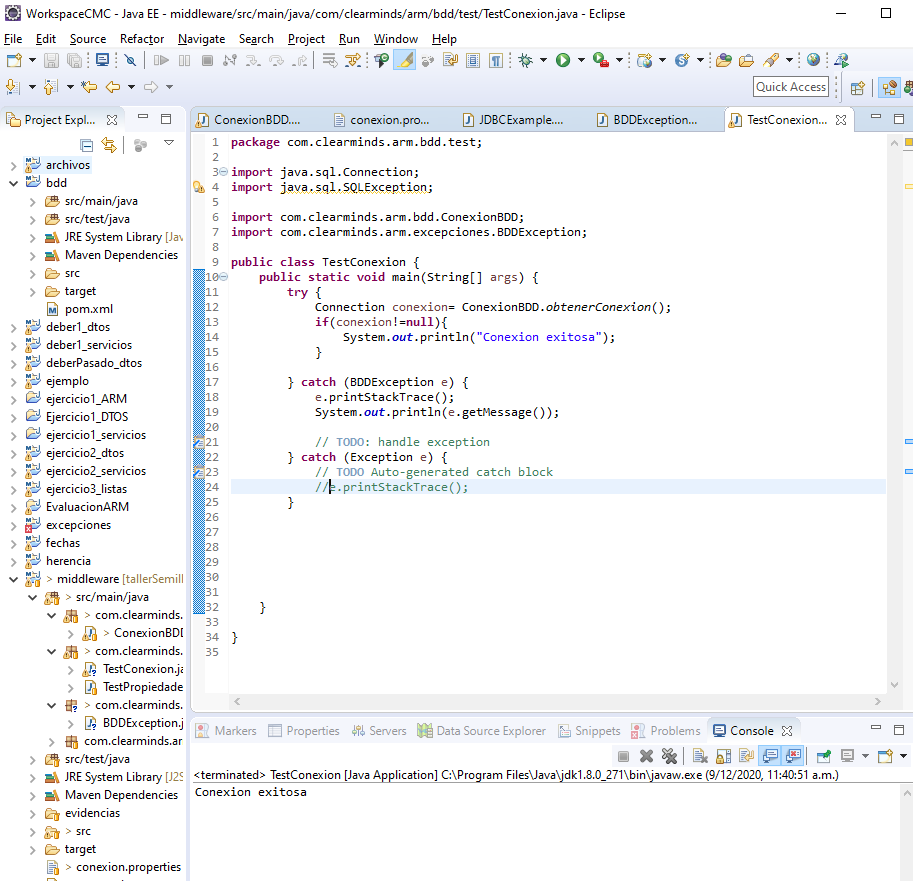 WorkspaceCMC - Java EE - middleware/src/main/java/com/clearminds/arm/bdd/test/TestConexion.java - Eclipse
File Edit Source Refactor Navigate Search Project Run Window Help
Quick Access
Project Expl...
archivos
bdd
src/main/java
src/test/java
JRE System Library [Jav
Maven Dependencies
src
target
pom.xml
deber1_dtos
deber1_servicios
deberPasado_dtos
ejemplo
ejercicio1_ARM
Ejercicio1_DTOS
ejercicio1_servicios
ejercicio2_dtos
ejercicio2_servicios
ejercicio3_listas
EvaluacionARM
excepciones
fechas
herencia
> middleware [tallerSemill
> src/main/java
> com.clearminds.
> ConexionBDD
> com.clearminds.
TestConexion.ja
TestPropiedade
> com.clearminds.
BDDException.j
com.clearminds.ar
src/test/java
JRE System Library [J2S
Maven Dependencies
evidencias
> src
target
> conexion.properties
ConexionBDD.... conexion.pro... JDBCExample.... BDDException... TestConexion...
1 package com.clearminds.arm.bdd.test;
2
3 import java.sql.Connection;
4 import java.sql.SQLException;
5
6 import com.clearminds.arm.bdd.ConexionBDD;
7 import com.clearminds.arm.excepciones.BDDException;
8
9 public class TestConexion {
10 public static void main(String[] args) {
11 try {
12 Connection conexion= ConexionBDD.obtenerConexion();
13 if(conexion!=null){
14 System.out.println("Conexion exitosa");
15 }
16
17 } catch (BDDException e) {
18 e.printStackTrace();
19 System.out.println(e.getMessage());
20
21 // TODO: handle exception
22 } catch (Exception e) {
23 // TODO Auto-generated catch block
24 //e.printStackTrace();
25 }
26
27
28
29
30
31
32 }
33
34 }
35
Markers Properties Servers Data Source Explorer Snippets Problems Console
<terminated> TestConexion [Java Application] C:\Program Files\Java\jdk1.8.0_271\bin\javaw.exe (9/12/2020, 11:40:51 a.m.)
Conexion exitosa